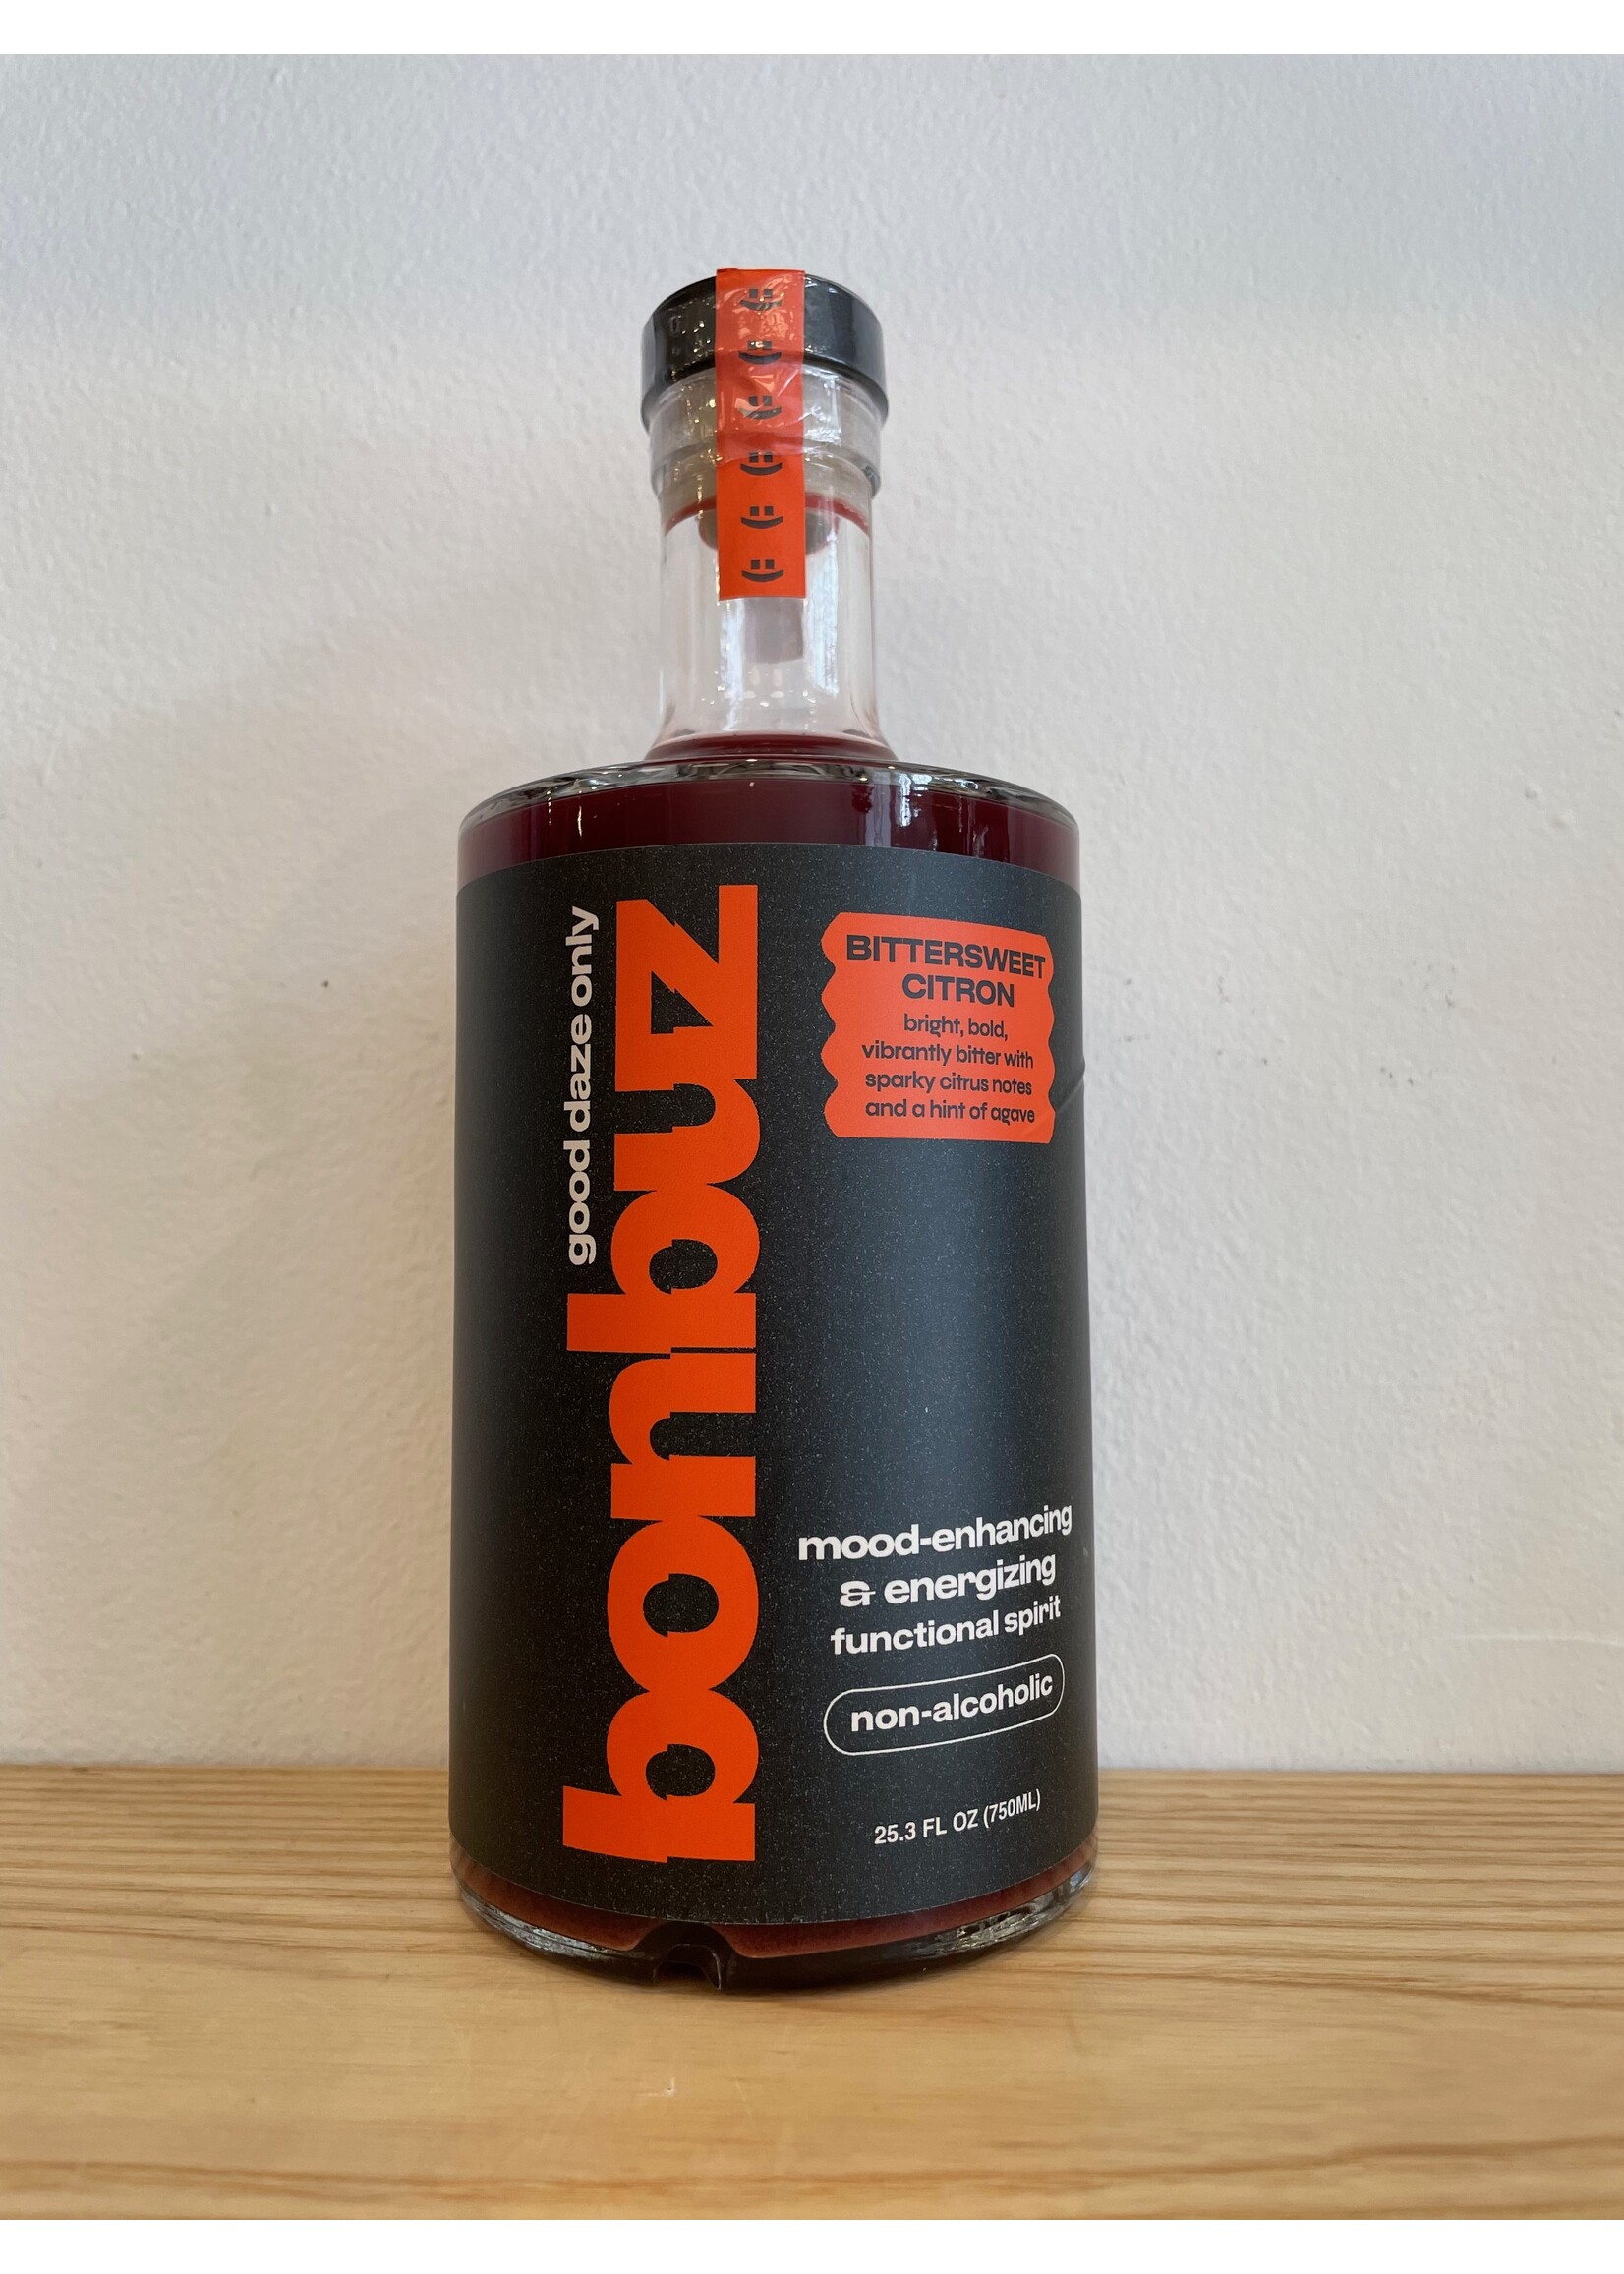 good daze only
bonbuz
BITTERSWEET
CITRON
bright, bold,
vibrantly bitter with
sparky citrus notes
and a hint of agave
mood-enhancing
& energizing
functional spirit
non-alcoholic
25.3 FL OZ (750ML)